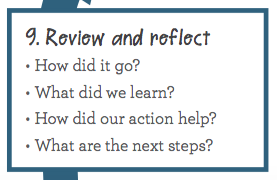 9. Review and reflect
• How did it go?
• What did we learn?
• How did our action help?
• What are the next steps?